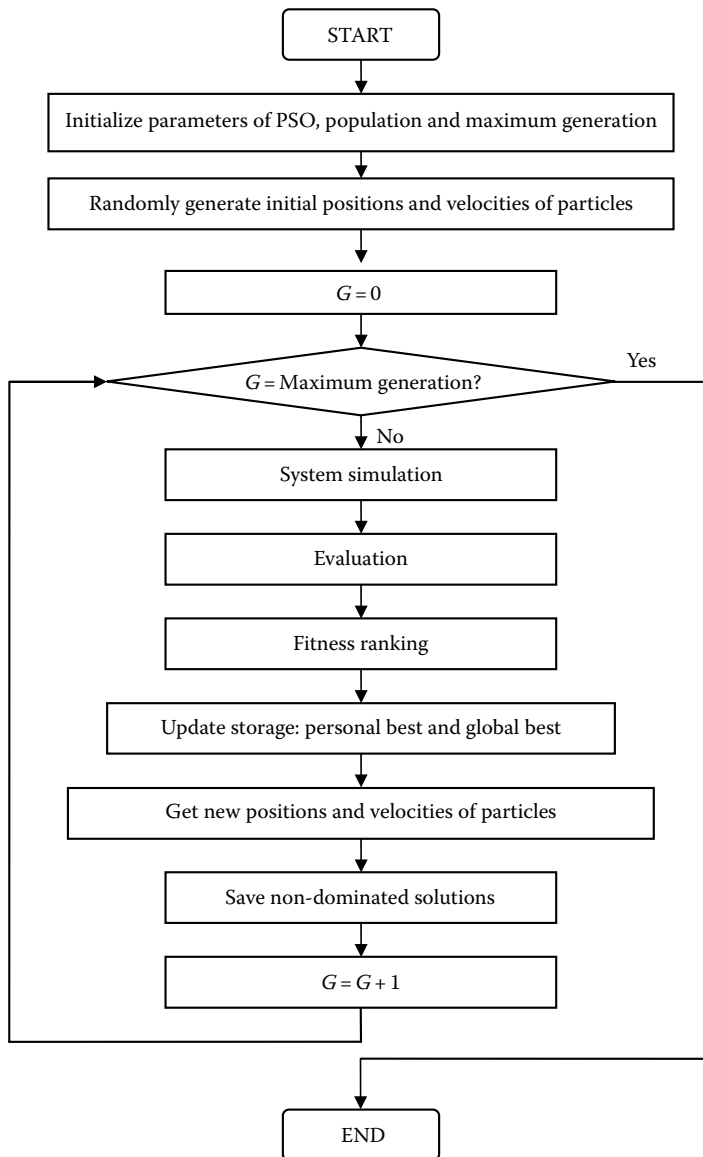 START
Initialize parameters of PSO, population and maximum generation
Randomly generate initial positions and velocities of particles
G = 0
G = Maximum generation?
Yes
No
System simulation
Evaluation
Fitness ranking
Update storage: personal best and global best
Get new positions and velocities of particles
Save non-dominated solutions
G = G + 1
END